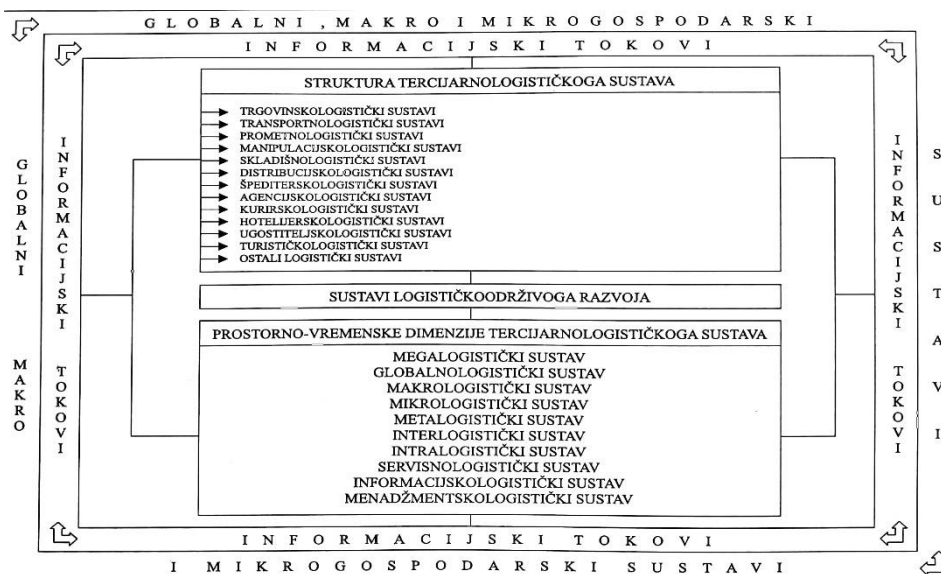 GLOBALNI, MAKRO I MIKROGOSPODARSKI
INFORMACIJSKI TOKOVI
STRUKTURA TERCIJARNOLOGISTIČKOGA SUSTAVA
TRGOVINSKOLOGISTIČKI SUSTAVI
TRANSPORTNOLOGISTIČKI SUSTAVI
PROMETNOLOGISTIČKI SUSTAVI
MANIPULACIJSKOLOGISTIČKI SUSTAVI
SKLADIŠNOLOGISTIČKI SUSTAVI
DISTRIBUCIJSKOLOGISTIČKI SUSTAVI
ŠPEDITERSKOLOGISTIČKI SUSTAVI
AGENCIJSKOLOGISTIČKI SUSTAVI
KURIRSKOLOGISTIČKI SUSTAVI
HOTELIJERSKOLOGISTIČKI SUSTAVI
UGOSTITELJSKOLOGISTIČKI SUSTAVI
TURISTIČKOLOGISTIČKI SUSTAVI
OSTALI LOGISTIČKI SUSTAVI
SUSTAVI LOGISTIČKOODRŽIVOGA RAZVOJA
PROSTORNO-VREMENSKE DIMENZIJE TERCIJARNOLOGISTIČKOGA SUSTAVA
MEGALOGISTIČKI SUSTAV
GLOBALNOLOGISTIČKI SUSTAV
MAKROLOGISTIČKI SUSTAV
MIKROLOGISTIČKI SUSTAV
METALOGISTIČKI SUSTAV
INTERLOGISTIČKI SUSTAV
INTRALOGISTIČKI SUSTAV
SERVISNOLOGISTIČKI SUSTAV
INFORMACIJSKOLOGISTIČKI SUSTAV
MENADŽMENTSKOLOGISTIČKI SUSTAV
GLOBALNI MAKRO
INFORMACIJSKI TOKOVI
INFORMACIJSKI TOKOVI
SUSTAVI
INFORMACIJSKI TOKOVI
I MIKROGOSPODARSKI SUSTAVI